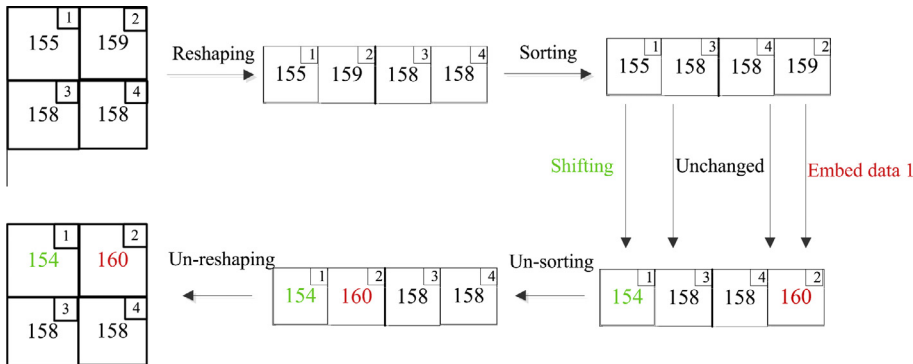 1 2
155 159
3 4
158 158
Reshaping
1 2 3 4
155 159 158 158
Sorting
1 3 4 2
155 158 158 159
Shifting Unchanged Embed data 1
1 2
154 160
3 4
158 158
Un-reshaping
1 2 3 4
154 160 158 158
Un-sorting
1 3 4 2
154 158 158 160